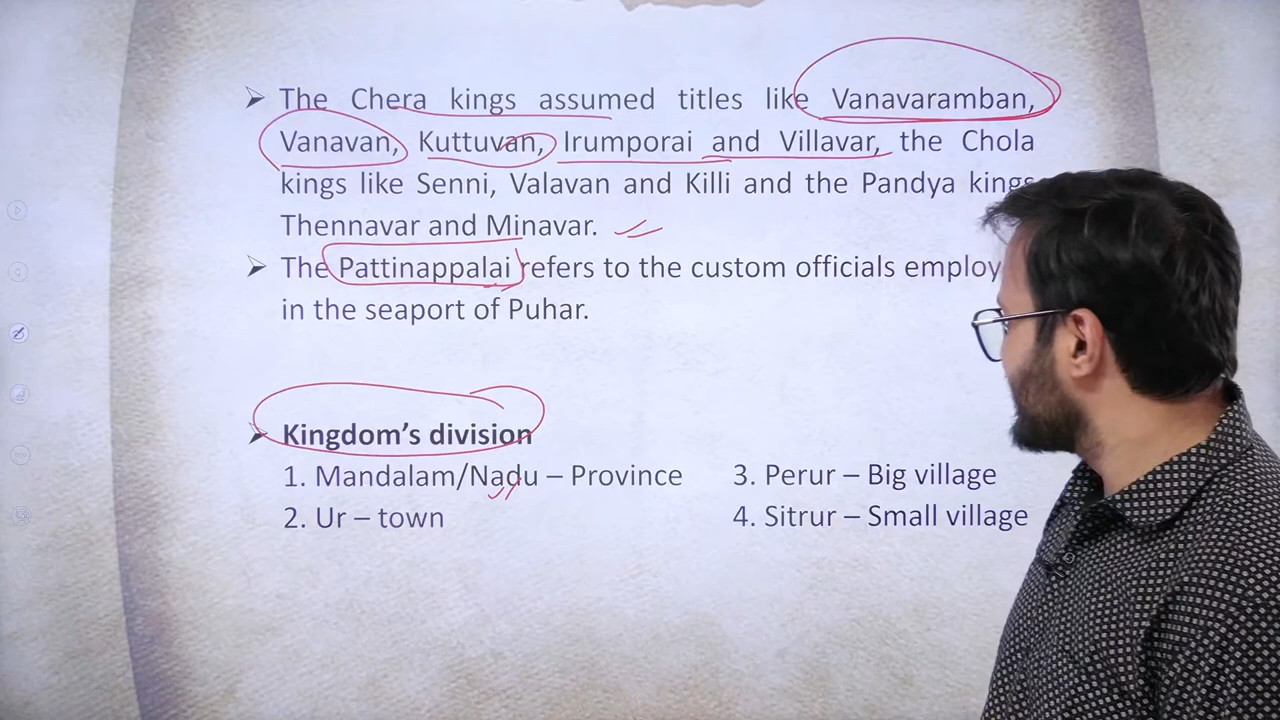 ➢ The Chera kings assumed titles like Vanavaramban,
Vanavan, Kuttuvan, Irumporai and Villavar, the Chola
kings like Senni, Valavan and Killi and the Pandya kings
Thennavar and Minavar.
➢ The Pattinappalai refers to the custom officials
in the seaport of Puhar.
➢ Kingdom's division
1. Mandalam/Nadu – Province
2. Ur – town
3. Perur – Big village
4. Sitrur – Small village